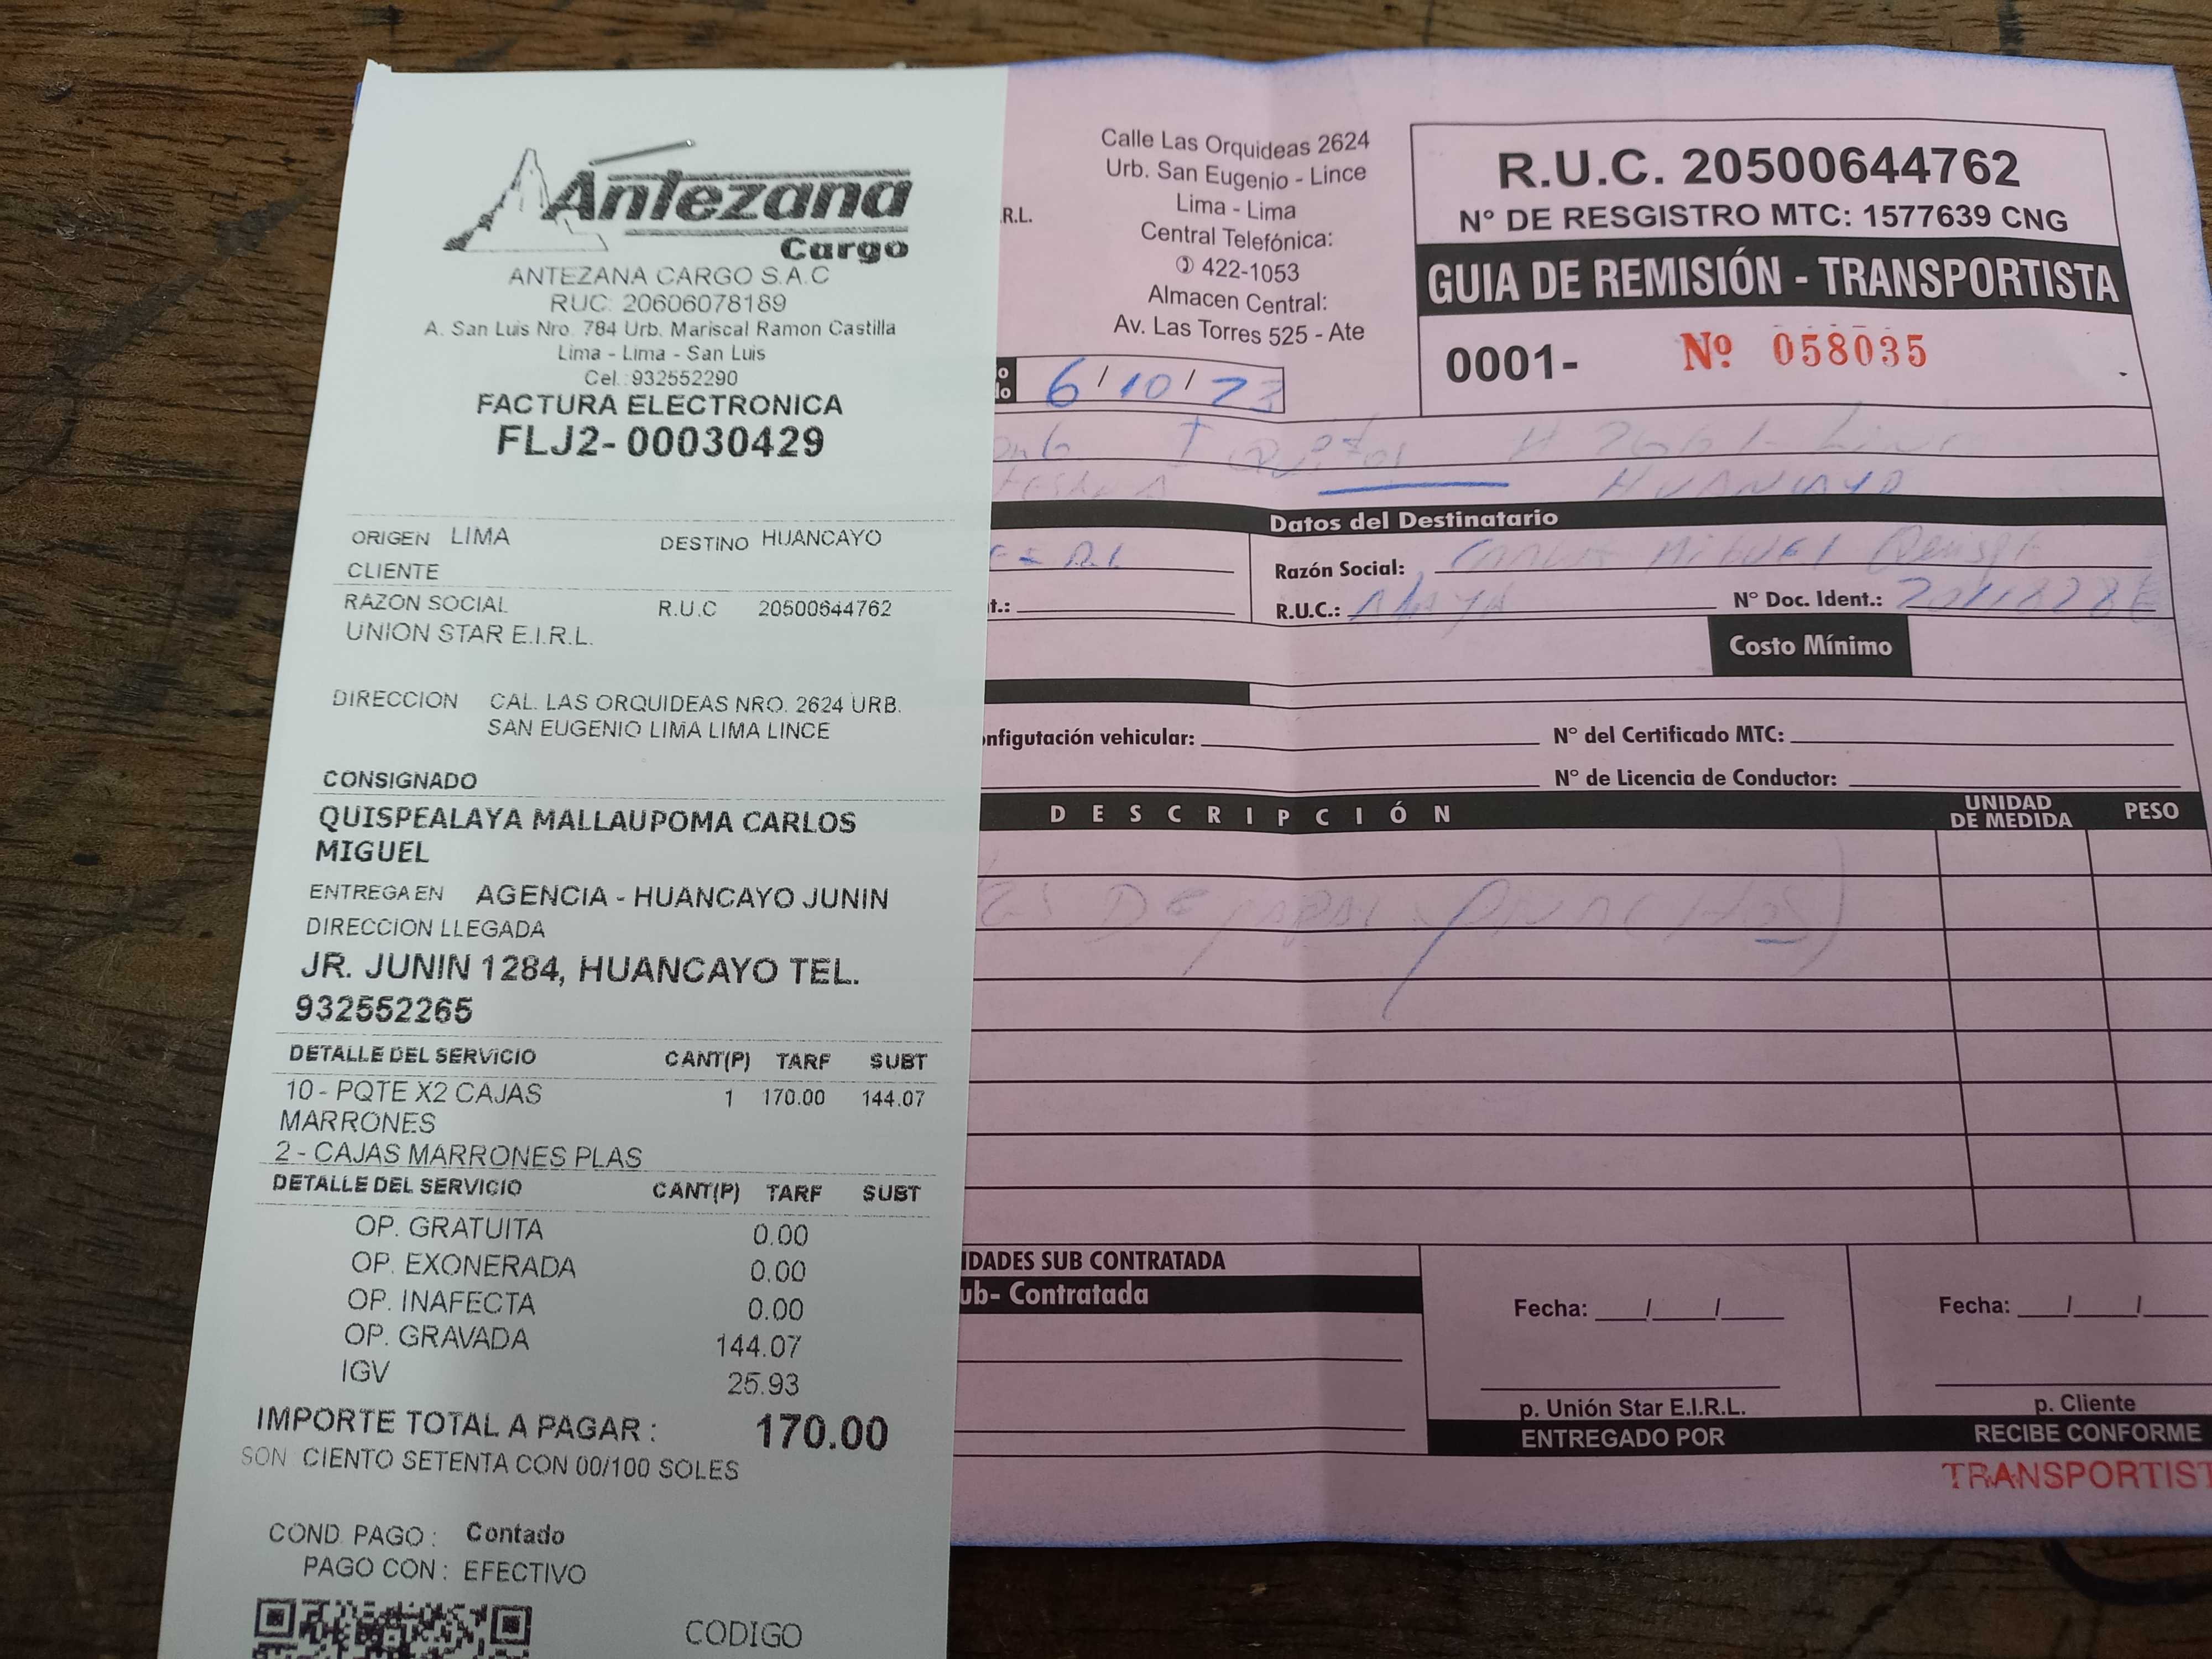 Antezana
Cargo
ANTEZANA CARGO S.A.C
RUC: 20606078189
A. San Luis Nro. 784 Urb. Mariscal Ramon Castilla
Lima - Lima - San Luis
Cel.:932552290
FACTURA ELECTRONICA
FLJ2- 00030429
ORIGEN LIMA DESTINO HUANCAYO
CLIENTE
RAZON SOCIAL R.U.C 20500644762
UNION STAR E.I.R.L.
DIRECCION CAL. LAS ORQUIDEAS NRO. 2624 URB.
SAN EUGENIO LIMA LIMA LINCE
CONSIGNADO
QUISPEALAYA MALLAUPOMA CARLOS
MIGUEL
ENTREGA EN AGENCIA - HUANCAYO JUNIN
DIRECCION LLEGADA
JR. JUNIN 1284, HUANCAYO TEL.
932552265
DETALLE DEL SERVICIO CANT(P) TARF SUBT
10 - PQTE X2 CAJAS 1 170.00 144.07
MARRONES
2 - CAJAS MARRONES PLAS
DETALLE DEL SERVICIO CANT(P) TARF SUBT
OP. GRATUITA 0.00
OP. EXONERADA 0.00
OP. INAFECTA 0.00
OP. GRAVADA 144.07
IGV 25.93
IMPORTE TOTAL A PAGAR : 170.00
SON CIENTO SETENTA CON 00/100 SOLES
COND. PAGO : Contado
PAGO CON : EFECTIVO
CODIGO
.R.L.
Calle Las Orquideas 2624
Urb. San Eugenio - Lince
Lima - Lima
Central Telefónica:
422-1053
Almacen Central:
Av. Las Torres 525 - Ate
R.U.C. 20500644762
N° DE RESGISTRO MTC: 1577639 CNG
GUIA DE REMISIÓN - TRANSPORTISTA
0001- Nº 058035
6/10/23
HUANCAYO
Datos del Destinatario
Razón Social: Carlos Miguel Quispe
R.U.C.: ALAYA N° Doc. Ident.:
Costo Mínimo
nfigutación vehicular: N° del Certificado MTC:
N° de Licencia de Conductor:
DESCRIPCIÓN UNIDAD DE MEDIDA PESO
DE
IDADES SUB CONTRATADA
ub- Contratada
Fecha: / / Fecha: / /
p. Unión Star E.I.R.L. p. Cliente
ENTREGADO POR RECIBE CONFORME
TRANSPORTIST